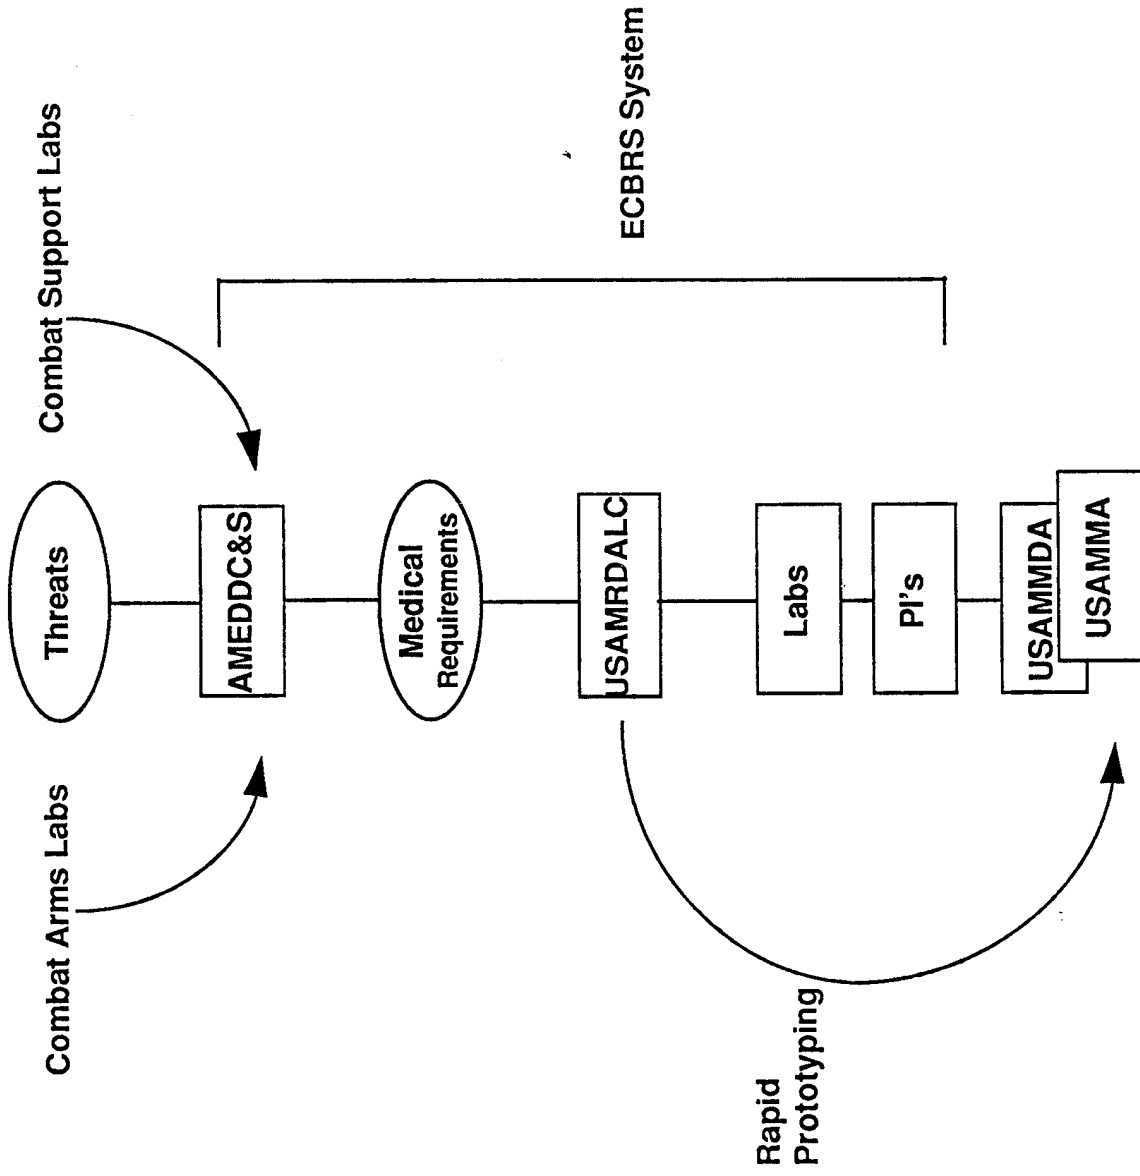 Combat Arms Labs
Threats
Combat Support Labs
AMEDDC&S
Medical
Requirements
USAMRDALC
ECBRS System
Labs
Rapid
Prototyping
PI's
USAMMDA
USAMMA